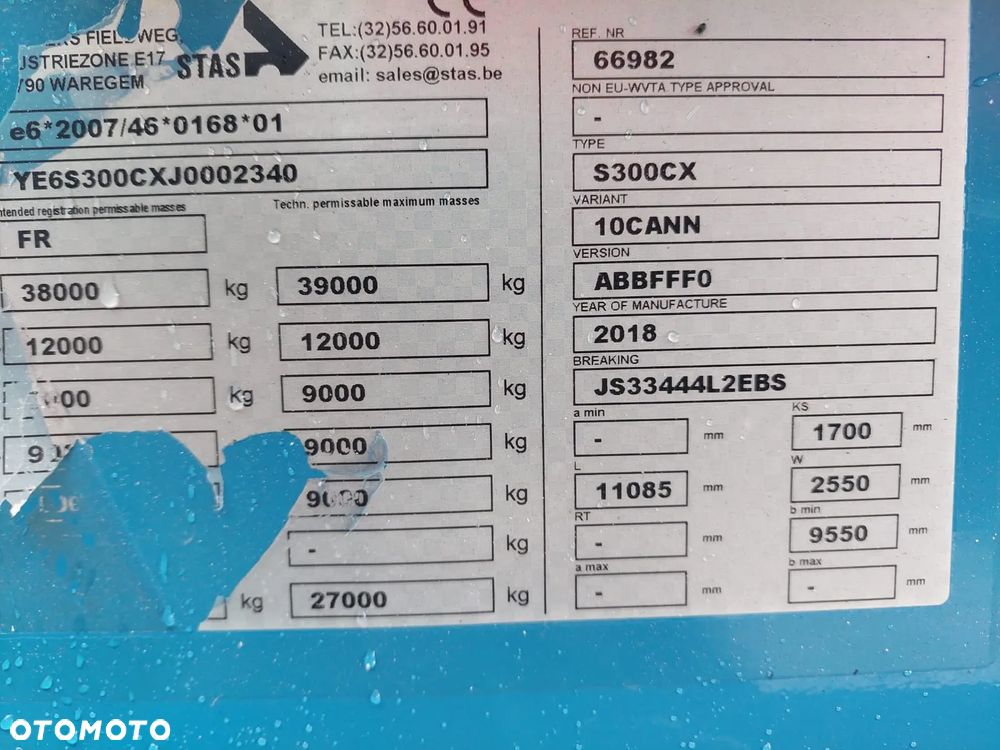 FIELD WEG
TEL:(32)56.60.01.91
STRIEZONE E17
STAS
FAX:(32)56.60.01.95
90 WAREGEM
email: sales@stas.be
e6*2007/46*0168*01
YE6S300CXJ0002340
registration permissable masses
Techn. permissable maximum masses
FR
38000 kg
39000 kg
12000 kg
12000 kg
kg
9000 kg
9000 kg
kg
- kg
kg
27000 kg
REF. NR
66982
NON EU-WVTA TYPE APPROVAL
-
TYPE
S300CX
VARIANT
10CANN
VERSION
ABBFFF0
YEAR OF MANUFACTURE
2018
BREAKING
JS33444L2EBS
a min
- mm
KS
1700 mm
L
11085 mm
W
2550 mm
RT
- mm
b min
9550 mm
a max
- mm
b max
- mm
OTOMOTO